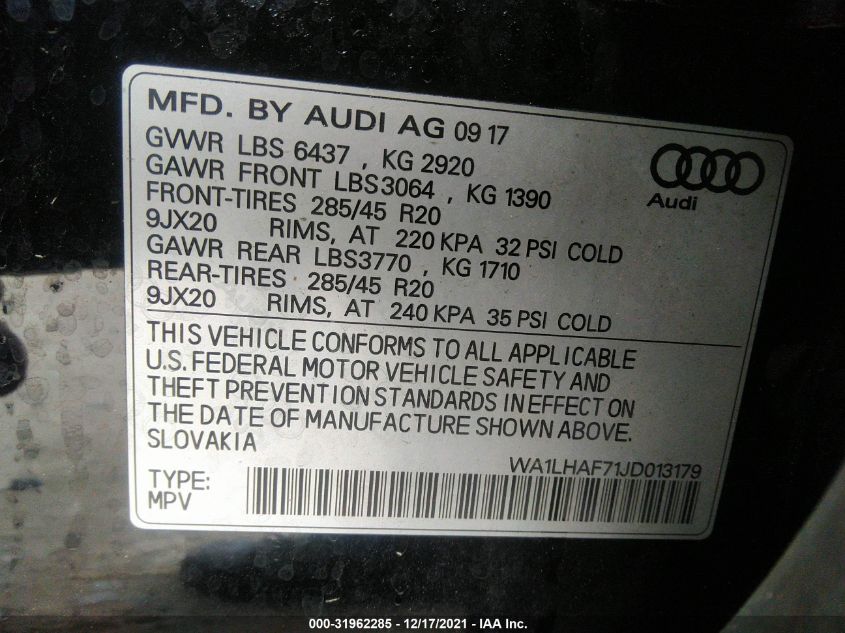 MFD. BY AUDI AG 09 17
GVWR LBS 6437 , KG 2920
GAWR FRONT LBS3064 , KG 1390
FRONT-TIRES 285/45 R20
9JX20 RIMS, AT 220 KPA 32 PSI COLD
GAWR REAR LBS3770 , KG 1710
REAR-TIRES 285/45 R20
9JX20 RIMS, AT 240 KPA 35 PSI COLD
Audi
THIS VEHICLE CONFORMS TO ALL APPLICABLE
U.S. FEDERAL MOTOR VEHICLE SAFETY AND
THEFT PREVENTION STANDARDS IN EFFECT ON
THE DATE OF MANUFACTURE SHOWN ABOVE.
SLOVAKIA
WA1LHAF71JD013179
TYPE:
MPV
000-31962285 - 12/17/2021 - IAA Inc.